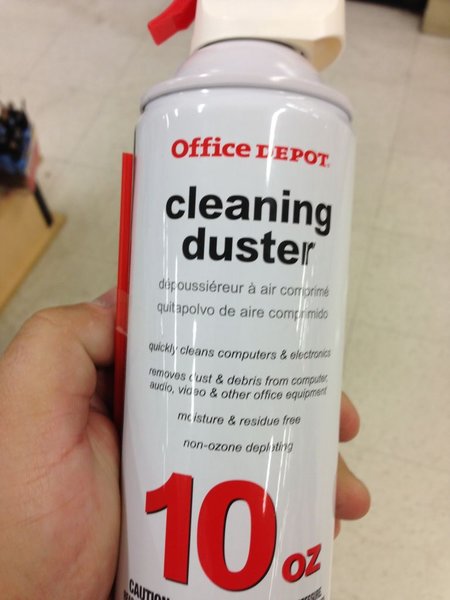 Office DEPOT.
cleaning
duster
dépoussiéreur à air comprimé
quitapolvo de aire comprimido
quickly cleans computers & electronics
removes dust & debris from computer,
audio, video & other office equipment
moisture & residue free
non-ozone depleting
10 oz
CAUTION